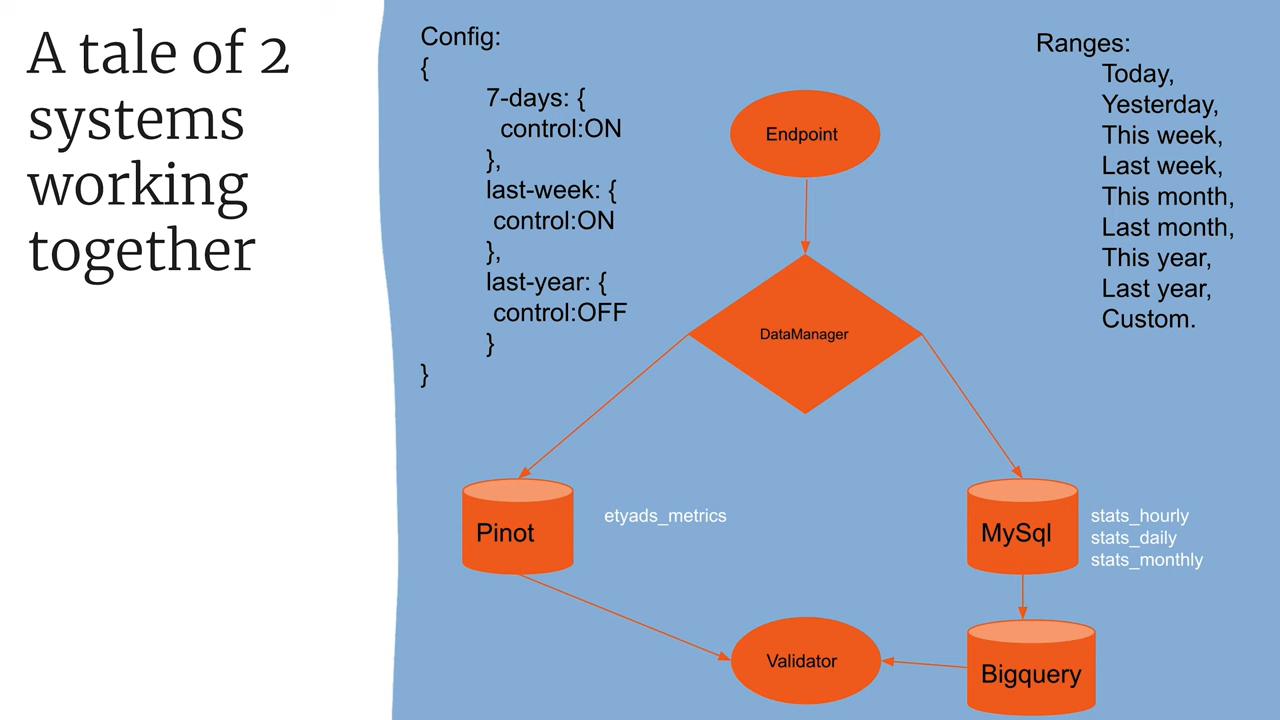 A tale of 2
systems
working
together
Config:
{
7-days: {
control:ON
},
last-week: {
control:ON
},
last-year: {
control:OFF
}
}
Endpoint
Ranges:
Today,
Yesterday,
This week,
Last week,
This month,
Last month,
This year,
Last year,
Custom.
DataManager
Pinot
etyads_metrics
MySql
stats_hourly
stats_daily
stats_monthly
Validator
Bigquery